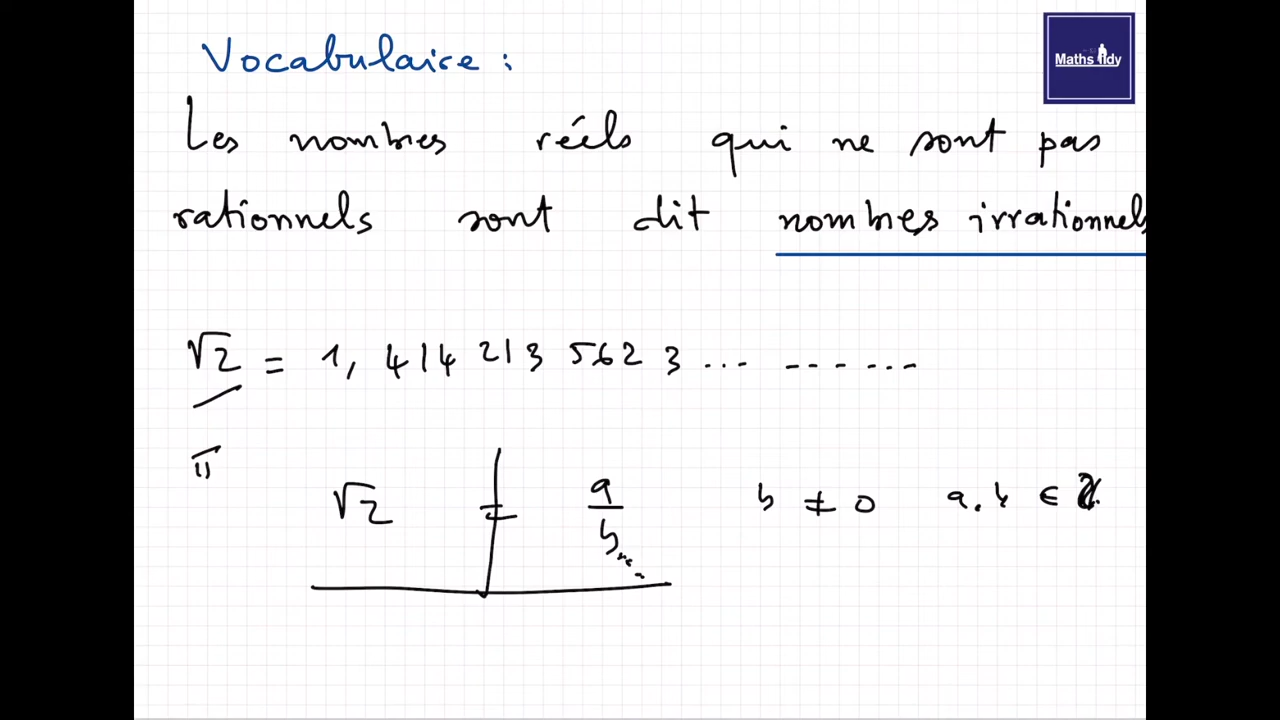 Vocabulaire :
Maths Andy
Les nombres réels qui ne sont pas
rationnels sont dit nombres irrationnels
√2 = 1, 414 213 562 3 ... ... ...
π
√2 ≠ a/b b ≠ 0 a, b ∈ ℤ